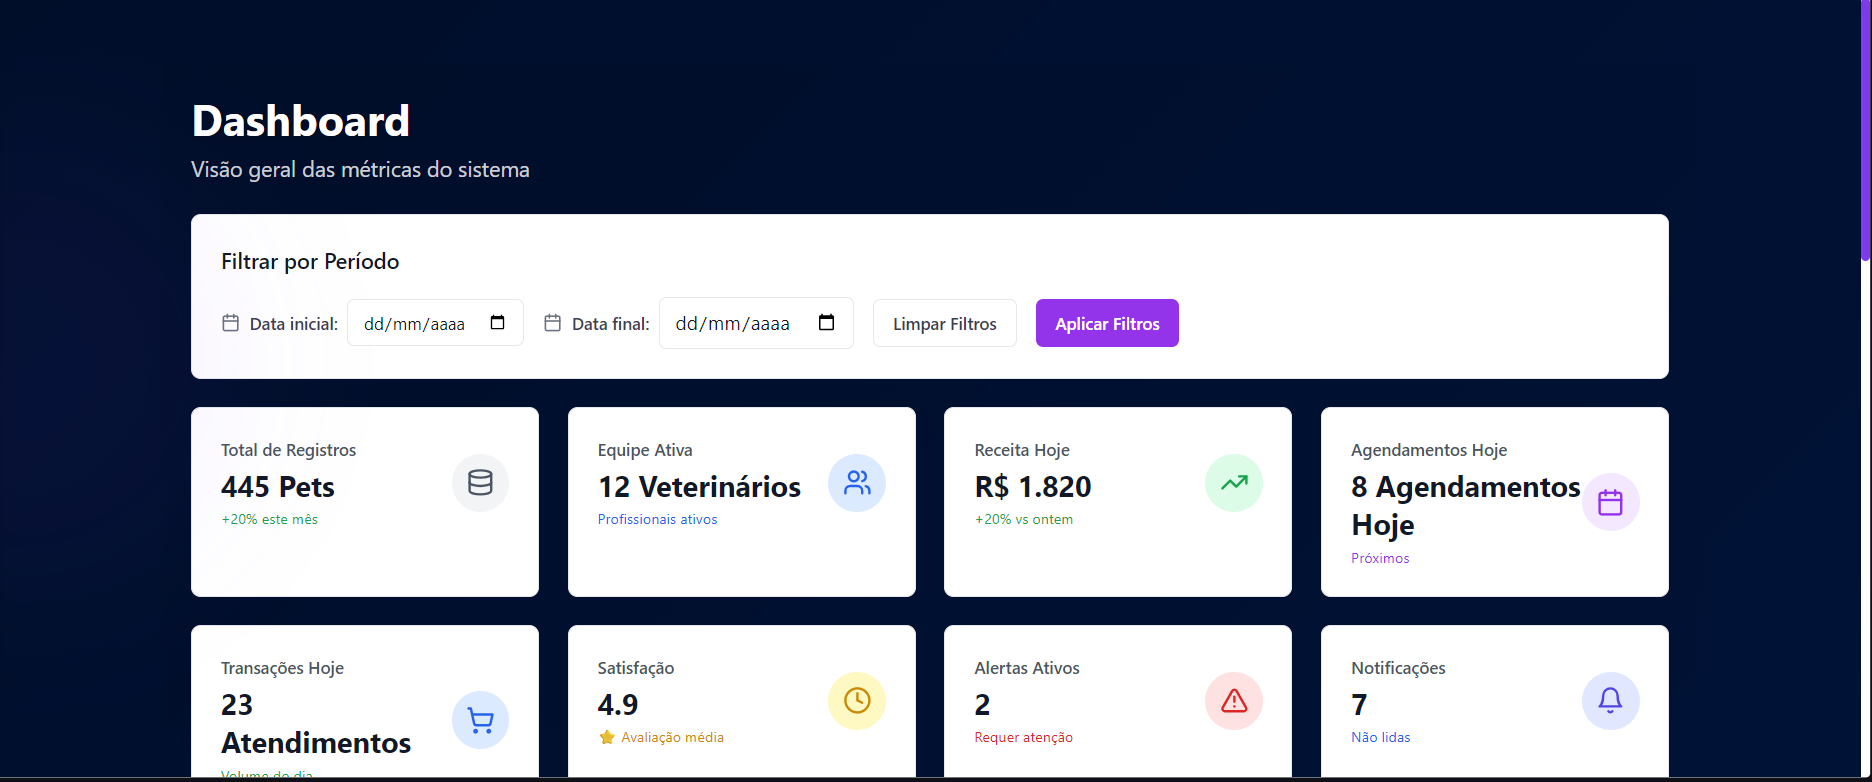 Dashboard
Visão geral das métricas do sistema
Filtrar por Período
Data inicial: dd/mm/aaaa Data final: dd/mm/aaaa Limpar Filtros Aplicar Filtros
Total de Registros
445 Pets
+20% este mês
Equipe Ativa
12 Veterinários
Profissionais ativos
Receita Hoje
R$ 1.820
+20% vs ontem
Agendamentos Hoje
8 Agendamentos
Hoje
Próximos
Transações Hoje
23
Atendimentos
Volume do dia
Satisfação
4.9
⭐ Avaliação média
Alertas Ativos
2
Requer atenção
Notificações
7
Não lidas